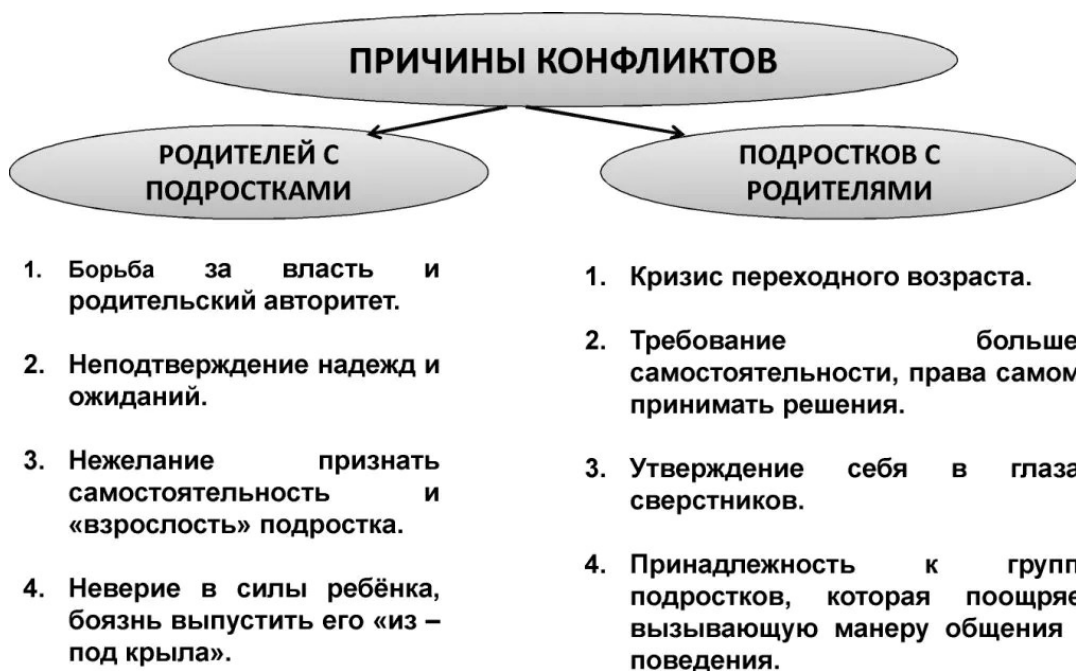 ПРИЧИНЫ КОНФЛИКТОВ
РОДИТЕЛЕЙ С
ПОДРОСТКАМИ
1. Борьба за власть и
родительский авторитет.
2. Неподтверждение надежд и
ожиданий.
3. Нежелание признать
самостоятельность и
«взрослость» подростка.
4. Неверие в силы ребёнка,
боязнь выпустить его «из –
под крыла».
ПОДРОСТКОВ С
РОДИТЕЛЯМИ
1. Кризис переходного возраста.
2. Требование больше
самостоятельности, права самом
принимать решения.
3. Утверждение себя в глаза
сверстников.
4. Принадлежность к групп
подростков, которая поощряе
вызывающую манеру общения
поведения.